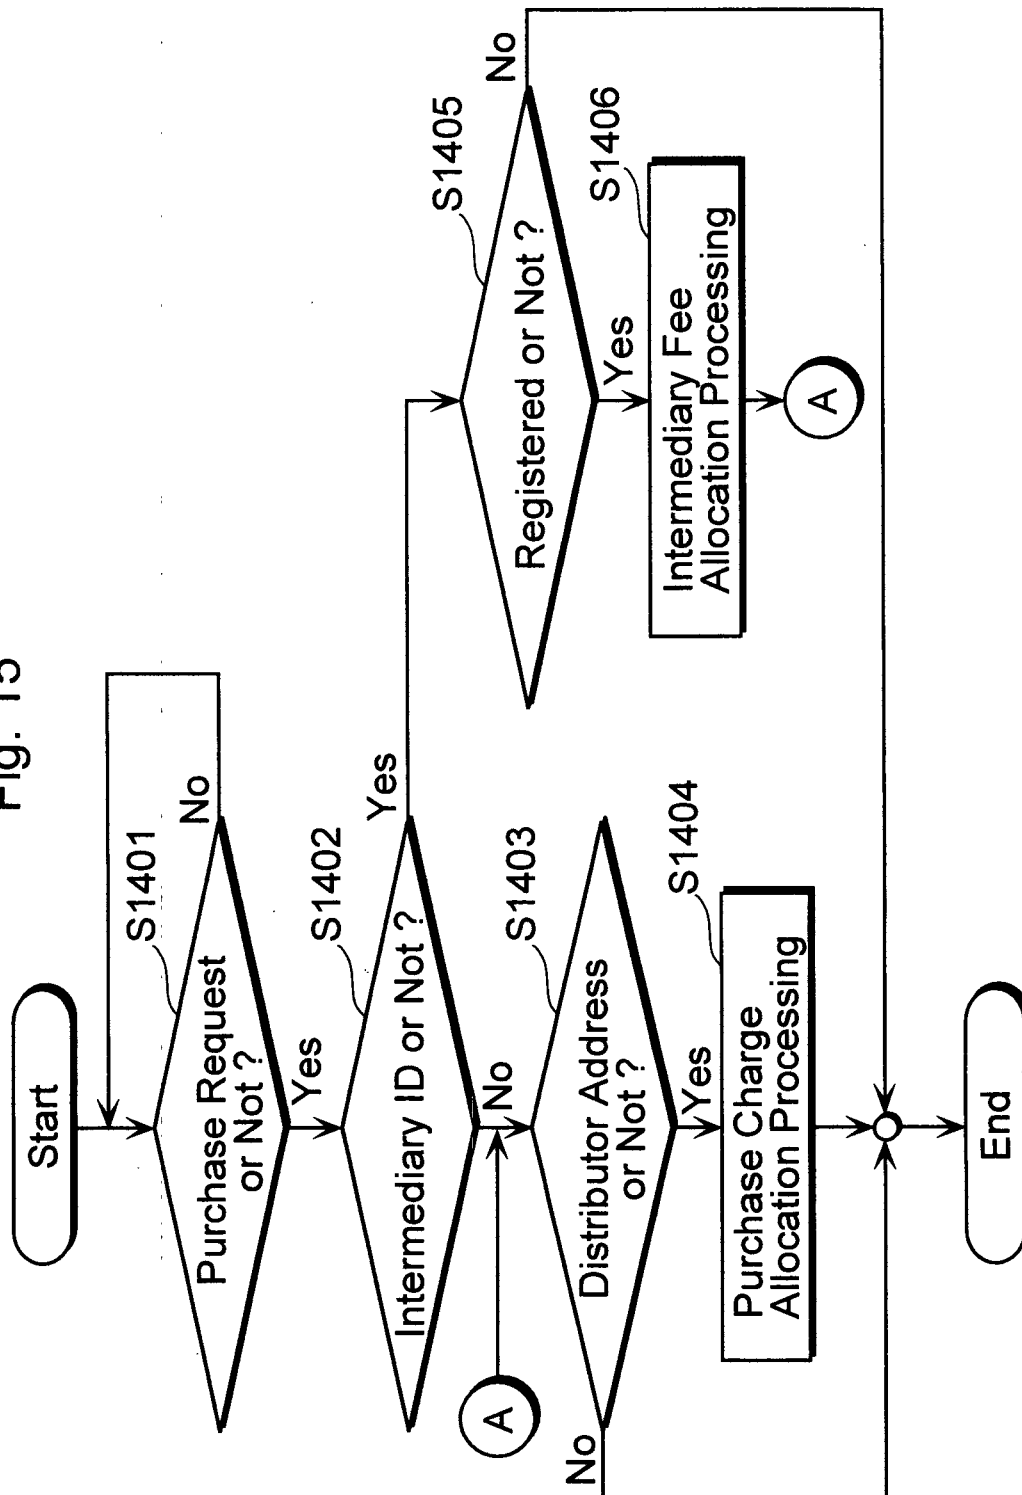 Fig. 15
Start
S1401
Purchase Request
or Not ?
No
Yes
S1402
Intermediary ID or Not ?
Yes
No
A
S1403
Distributor Address
or Not ?
No
Yes
S1404
Purchase Charge
Allocation Processing
End
S1405
Registered or Not ?
No
Yes
S1406
Intermediary Fee
Allocation Processing
A